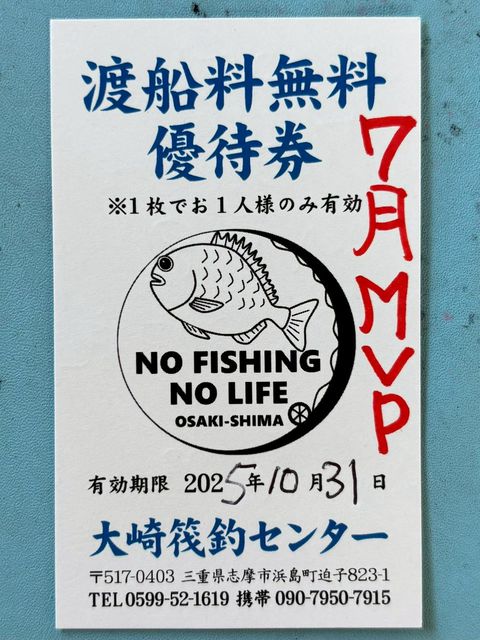 渡船料無料
優待券
※1枚でお1人様のみ有効
7月MVP
NO FISHING
NO LIFE
OSAKI-SHIMA
有効期限 2025年10月31日
大崎筏釣センター
〒517-0403 三重県志摩市浜島町迫子823-1
TEL 0599-52-1619 携帯 090-7950-7915